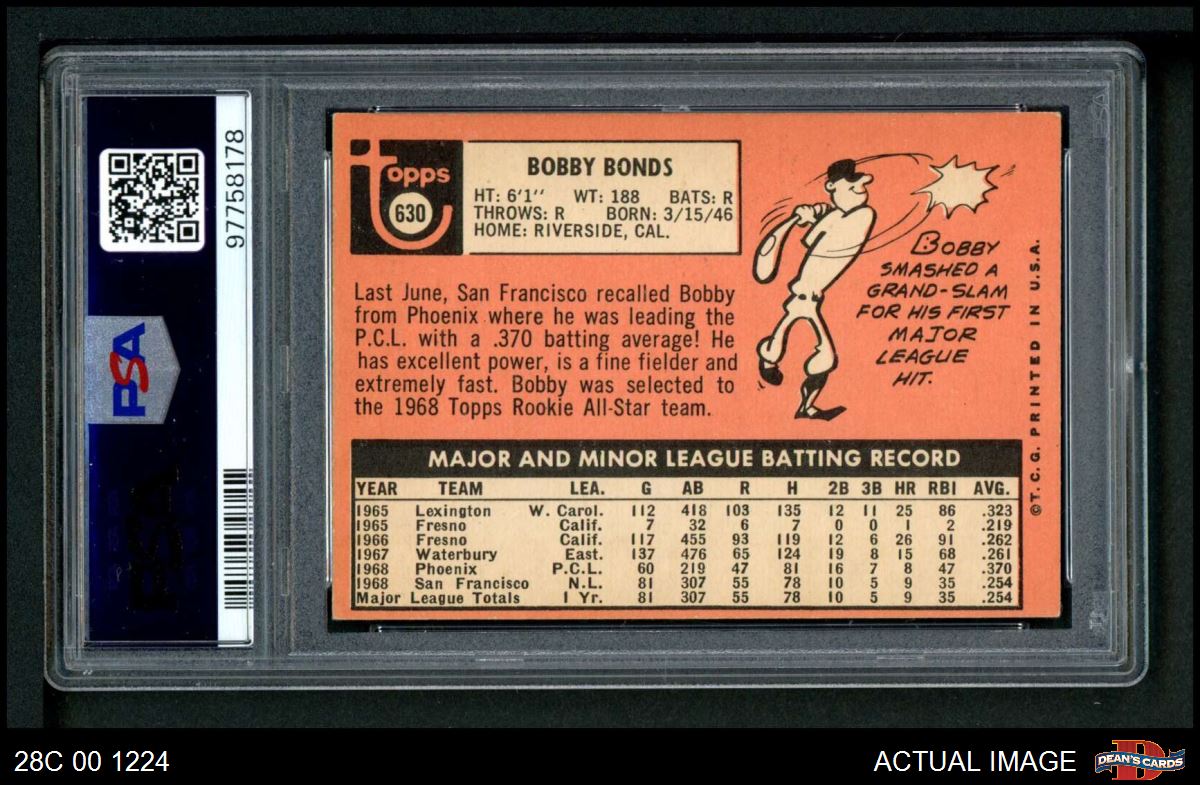 97758178
PSA
Topps
630
BOBBY BONDS
HT: 6'1'' WT: 188 BATS: R
THROWS: R BORN: 3/15/46
HOME: RIVERSIDE, CAL.
Last June, San Francisco recalled Bobby
from Phoenix where he was leading the
P.C.L. with a .370 batting average! He
has excellent power, is a fine fielder and
extremely fast. Bobby was selected to
the 1968 Topps Rookie All-Star team.
BOBBY
SMASHED A
GRAND-SLAM
FOR HIS FIRST
MAJOR
LEAGUE
HIT.
©T.C.G. PRINTED IN U.S.A.
MAJOR AND MINOR LEAGUE BATTING RECORD
YEAR TEAM LEA. G AB R H 2B 3B HR RBI AVG.
1965 Lexington W. Carol. 112 418 103 135 12 11 25 86 .323
1965 Fresno Calif. 7 32 6 7 0 0 1 2 .219
1966 Fresno Calif. 117 455 93 119 12 6 26 91 .262
1967 Waterbury East. 137 476 65 124 19 8 15 68 .261
1968 Phoenix P.C.L. 60 219 47 81 16 7 8 47 .370
1968 San Francisco N.L. 81 307 55 78 10 5 9 35 .254
Major League Totals 1 Yr. 81 307 55 78 10 5 9 35 .254
28C 00 1224
ACTUAL IMAGE
DEAN'S CARDS